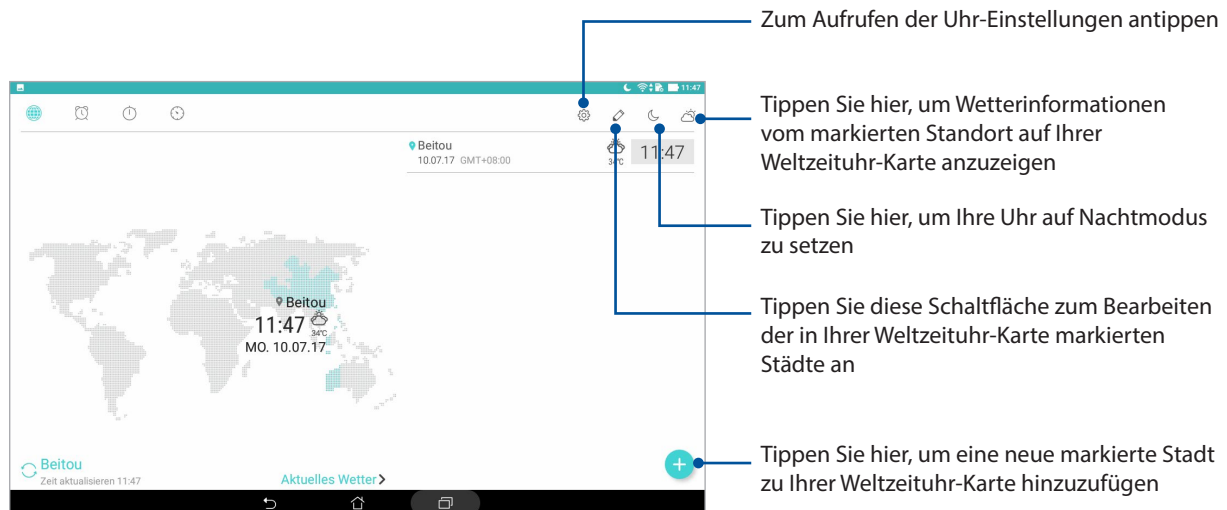 Zum Aufrufen der Uhr-Einstellungen antippen
11:47
Tippen Sie hier, um Wetterinformationen
vom markierten Standort auf Ihrer
Weltzeituhr-Karte anzuzeigen
Beitou
10.07.17 GMT+08:00
34°C
11:47
Tippen Sie hier, um Ihre Uhr auf Nachtmodus
zu setzen
Beitou
11:47
34°C
MO. 10.07.17
Tippen Sie diese Schaltfläche zum Bearbeiten
der in Ihrer Weltzeituhr-Karte markierten
Städte an
Beitou
Zeit aktualisieren 11:47
Aktuelles Wetter
Tippen Sie hier, um eine neue markierte Stadt
zu Ihrer Weltzeituhr-Karte hinzuzufügen